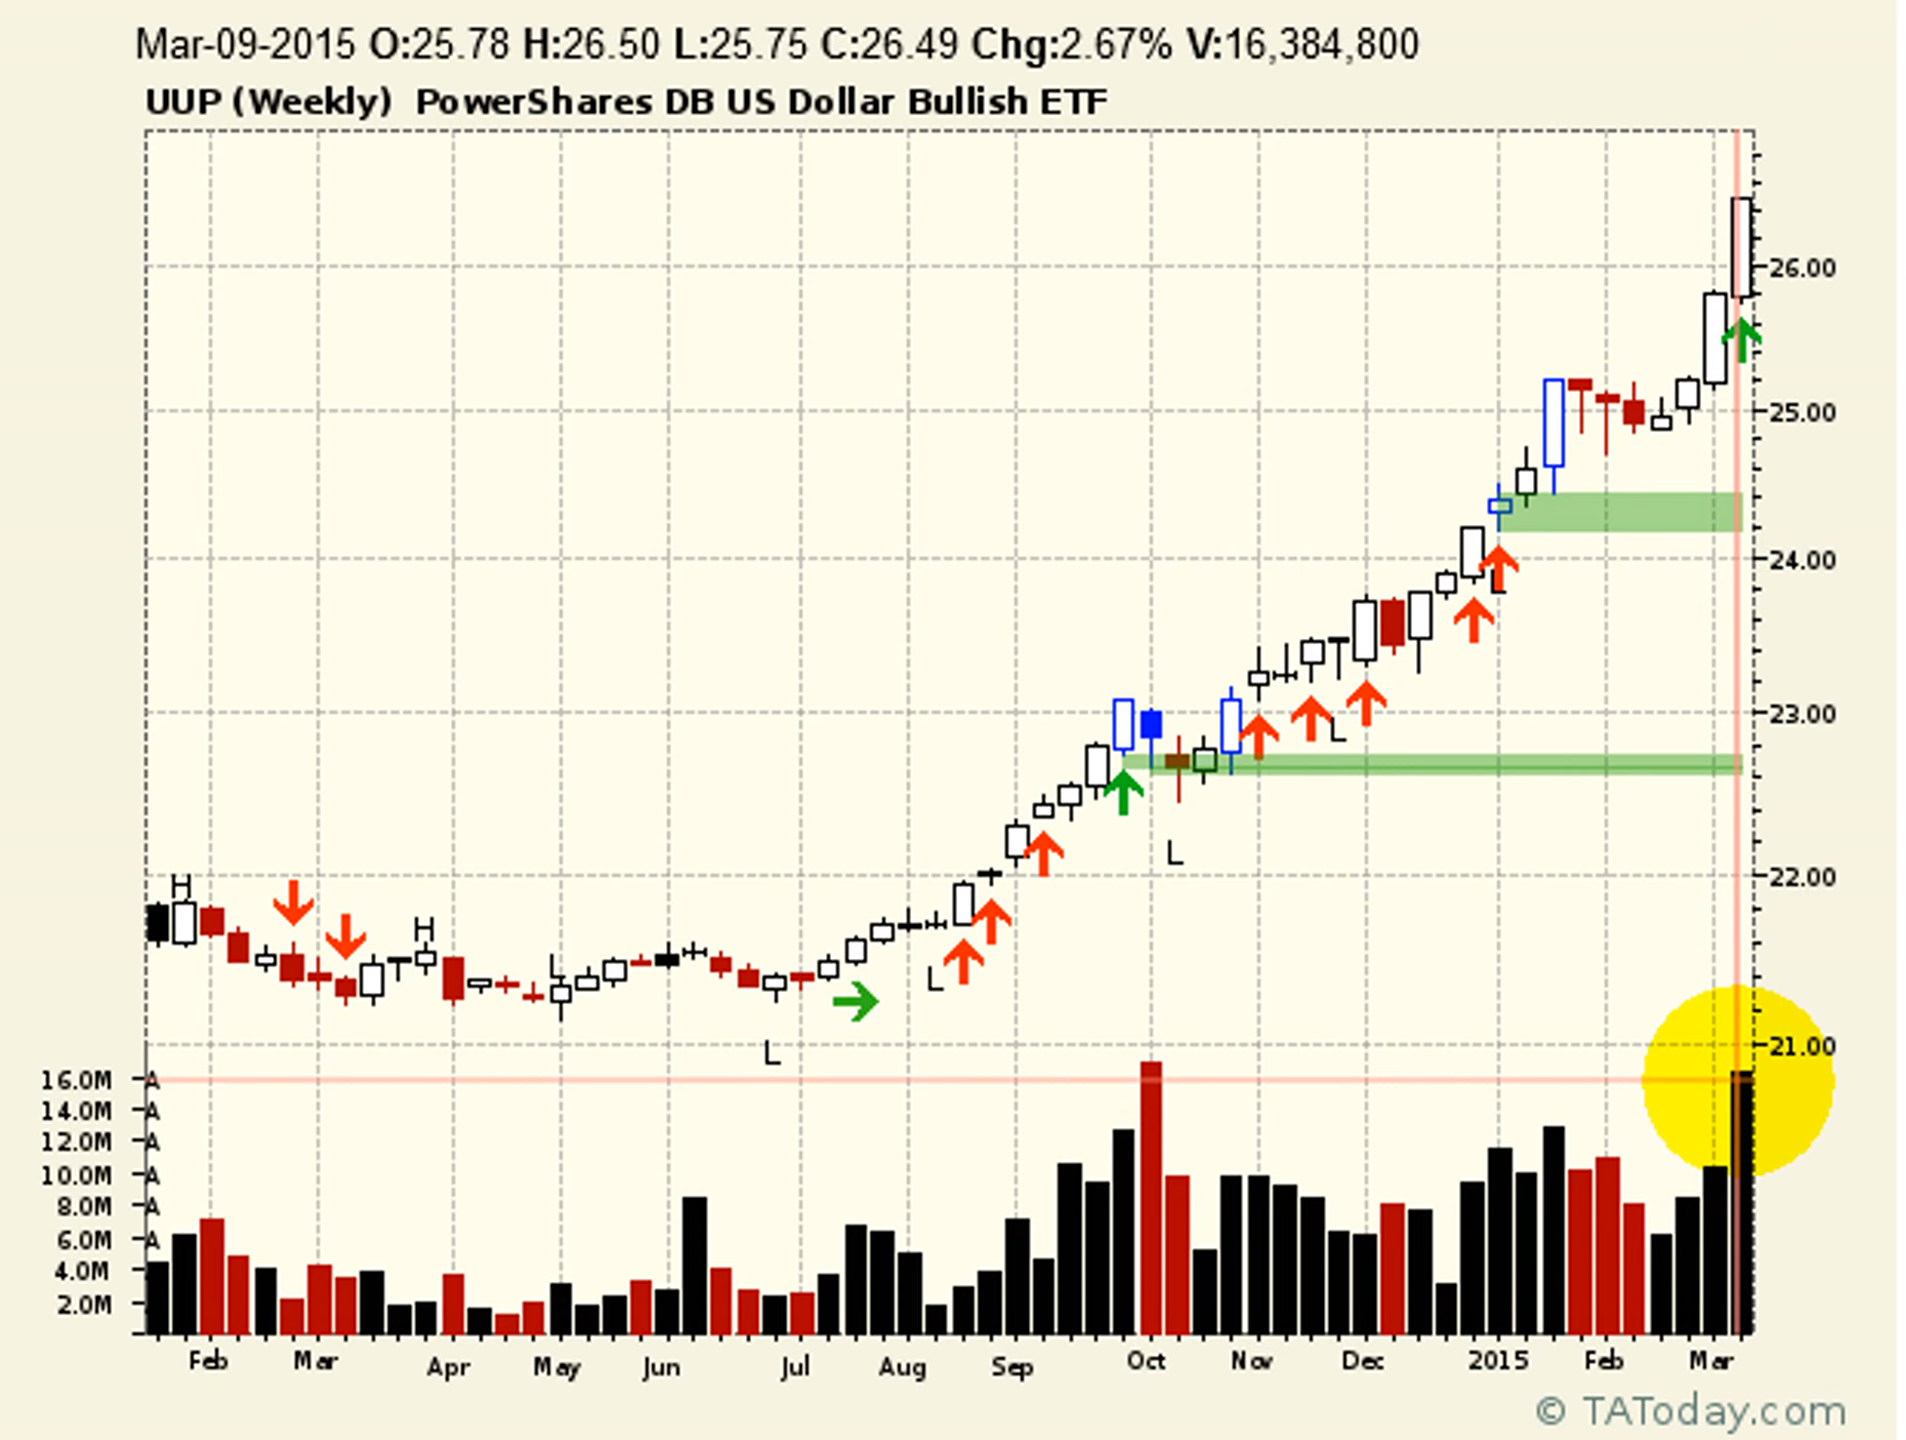 Mar-09-2015 O:25.78 H:26.50 L:25.75 C:26.49 Chg:2.67% V:16,384,800
UUP (Weekly) PowerShares DB US Dollar Bullish ETF
26.00
25.00
24.00
L
23.00
L
L
22.00
H
H
L
L
L
21.00
16.0M A
14.0M A
12.0M A
10.0M A
8.0M A
6.0M A
4.0M
2.0M
Feb Mar Apr May Jun Jul Aug Sep Oct Nov Dec 2015 Feb Mar
© TAToday.com